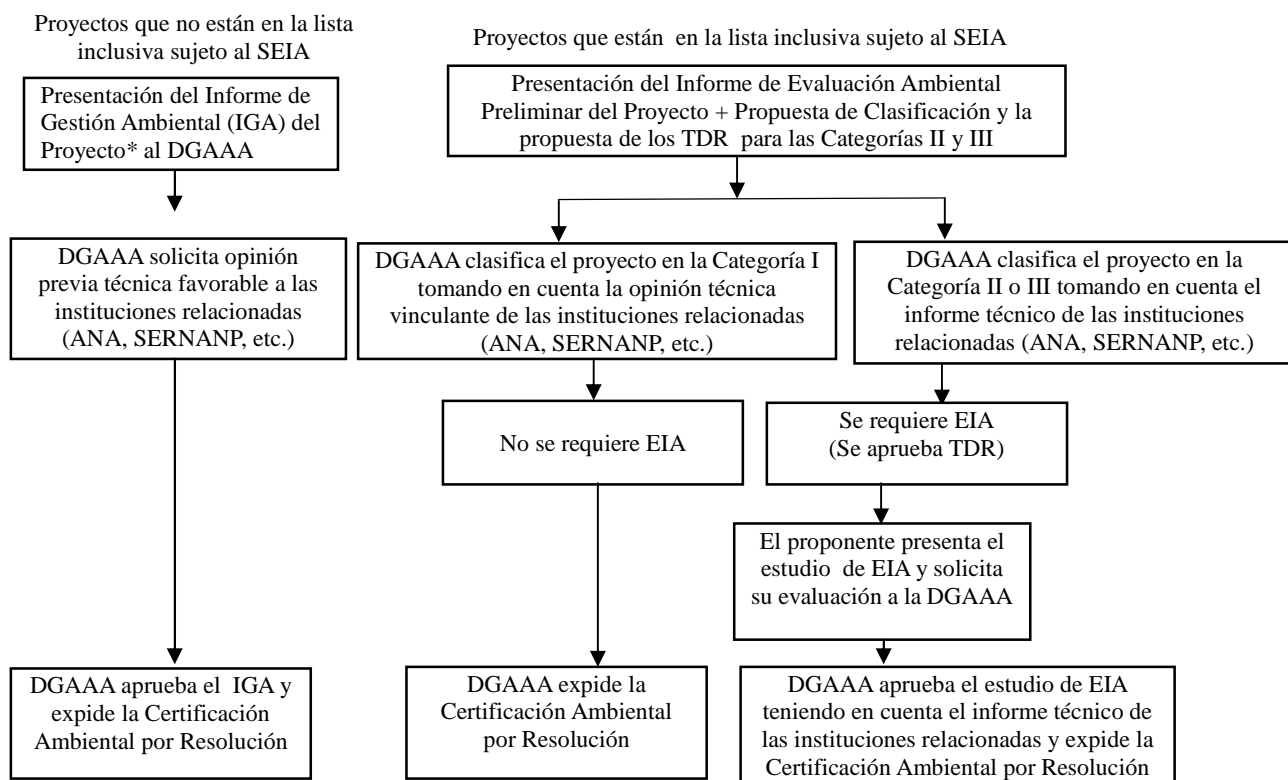 Proyectos que no están en la lista
inclusiva sujeto al SEIA
Presentación del Informe de
Gestión Ambiental (IGA) del
Proyecto* al DGAAA
DGAAA solicita opinión
previa técnica favorable a las
instituciones relacionadas
(ANA, SERNANP, etc.)
DGAAA aprueba el IGA y
expide la Certificación
Ambiental por Resolución
Proyectos que están en la lista inclusiva sujeto al SEIA
Presentación del Informe de Evaluación Ambiental
Preliminar del Proyecto + Propuesta de Clasificación y la
propuesta de los TDR para las Categorías II y III
DGAAA clasifica el proyecto en la Categoría I
tomando en cuenta la opinión técnica
vinculante de las instituciones relacionadas
(ANA, SERNANP, etc.)
No se requiere EIA
DGAAA expide la
Certificación Ambiental
por Resolución
DGAAA clasifica el proyecto en la
Categoría II o III tomando en cuenta el
informe técnico de las instituciones
relacionadas (ANA, SERNANP, etc.)
Se requiere EIA
(Se aprueba TDR)
El proponente presenta el
estudio de EIA y solicita
su evaluación a la DGAAA
DGAAA aprueba el estudio de EIA
teniendo en cuenta el informe técnico de
las instituciones relacionadas y expide la
Certificación Ambiental por Resolución